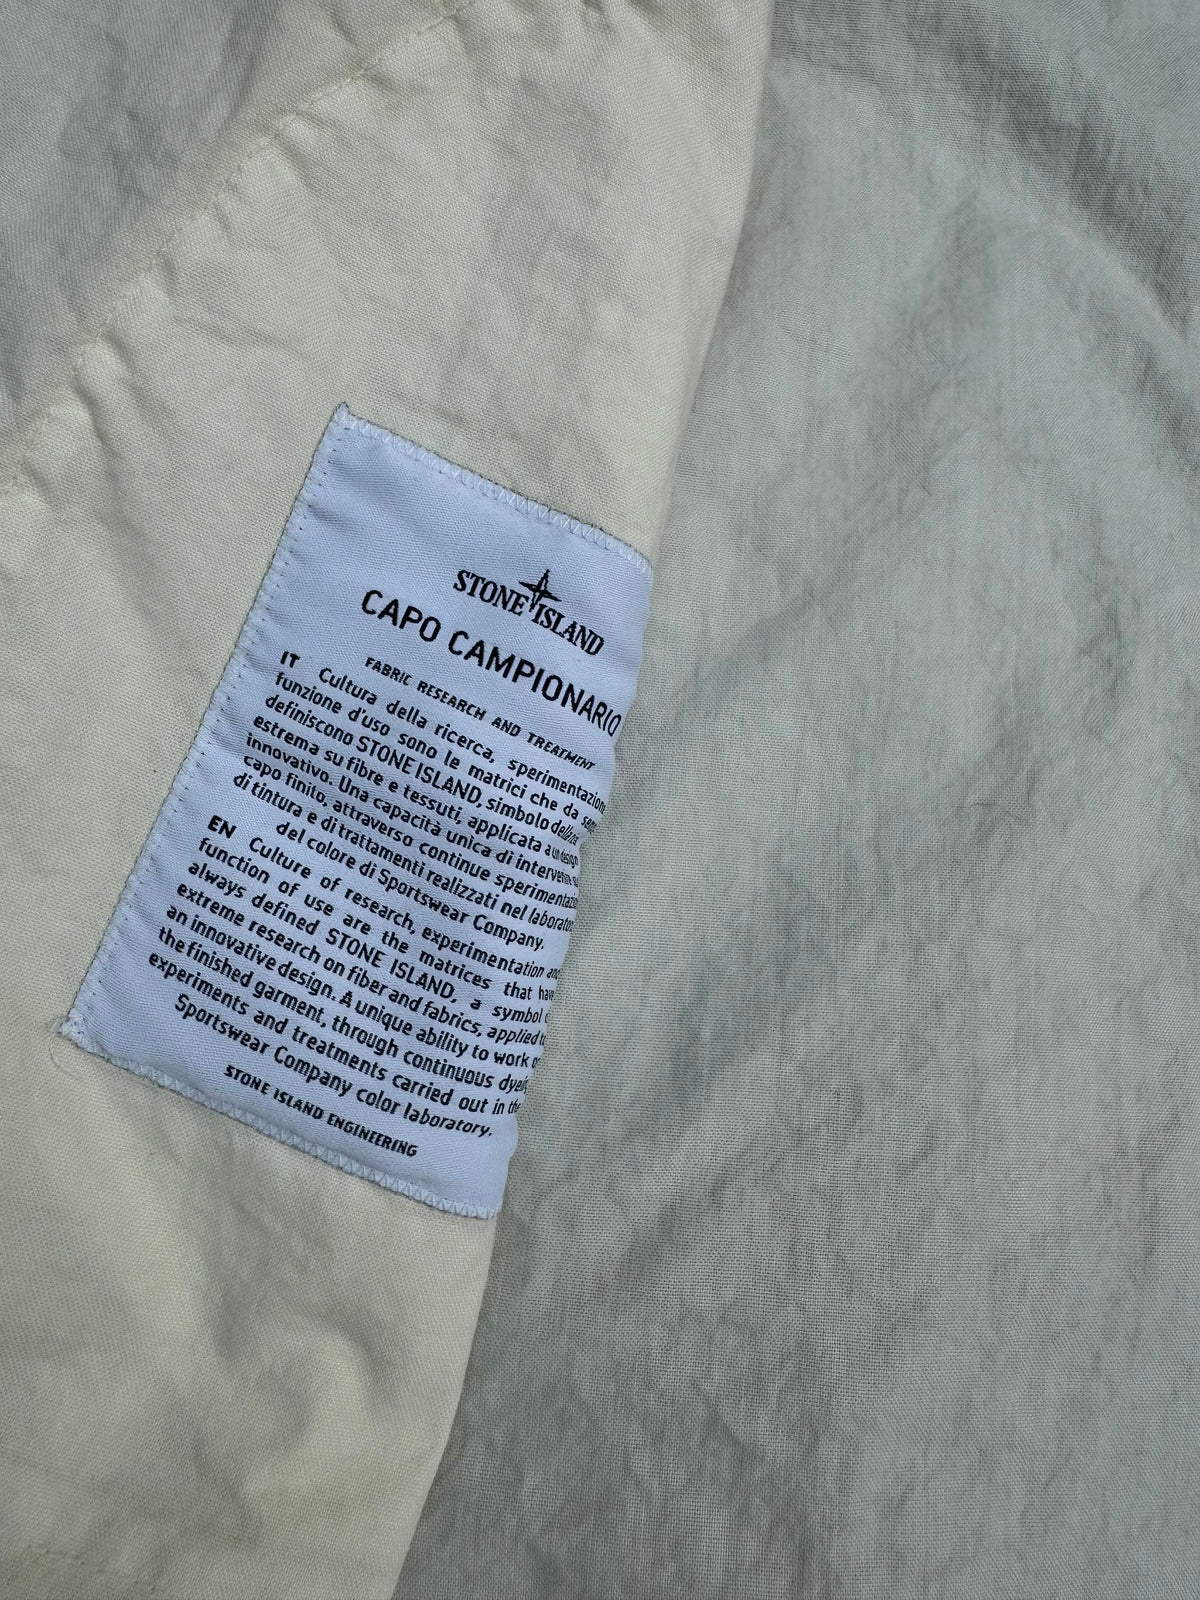 STONE ISLAND
CAPO CAMPIONARIO
FABRIC RESEARCH AND TREATMENT
IT Cultura della ricerca, sperimentazione
funzione d'uso sono le matrici che da
definiscono STONE ISLAND, simbolo della
estrema su fibre e tessuti, applicata a un design
innovativo. Una capacità unica di intervenire
capo finito, attraverso continue
di tintura e di trattamenti realizzati nel
del colore di Sportswear Company.
EN Culture of research, experimentation and
function of use are the matrices that have
always defined STONE ISLAND, a symbol
extreme research on fiber and fabrics, applied to
an innovative design. A unique ability to work
the finished garment, through continuous
experiments and treatments carried out in the
Sportswear Company color laboratory.
STONE ISLAND ENGINEERING